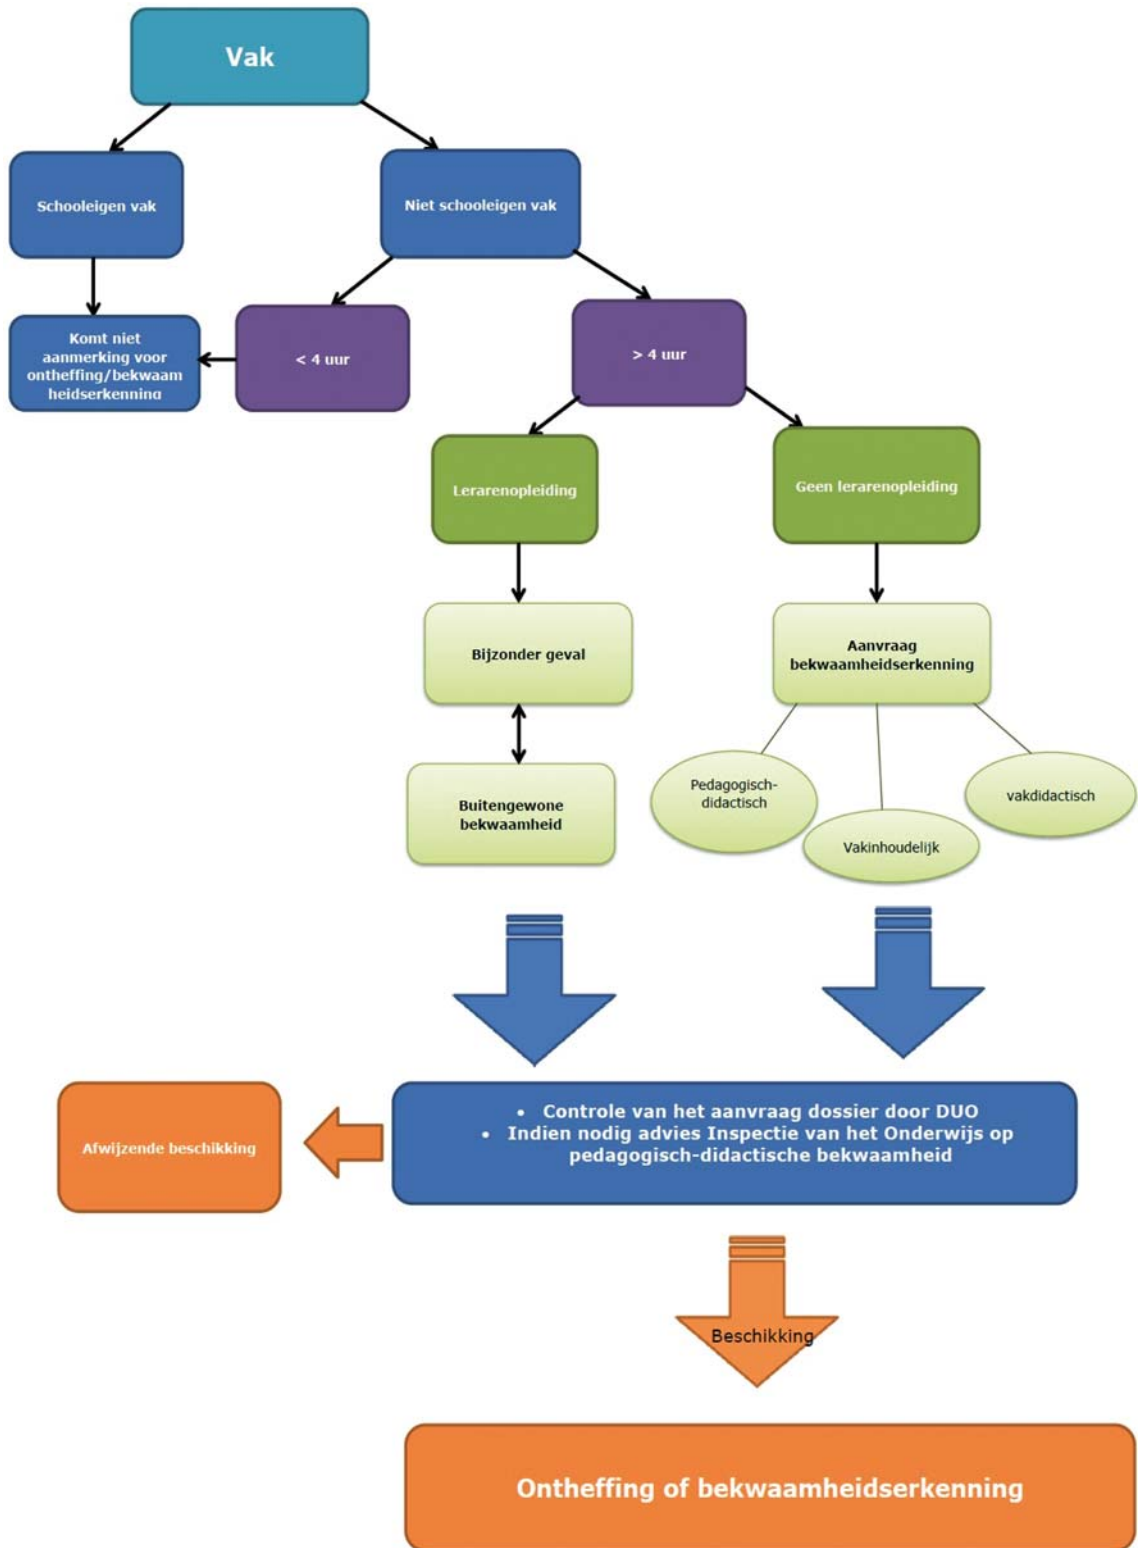 Vak
Schooleigen vak
Niet schooleigen vak
Komt niet
aanmerking voor
ontheffing/bekwaam
heidserkenning
< 4 uur
> 4 uur
Lerarenopleiding
Geen lerarenopleiding
Bijzonder geval
Aanvraag
bekwaamheidserkenning
Buitengewone
bekwaamheid
Pedagogisch-
didactisch
Vakinhoudelijk
vakdidactisch
• Controle van het aanvraag dossier door DUO
• Indien nodig advies Inspectie van het Onderwijs op
pedagogisch-didactische bekwaamheid
Afwijzende beschikking
Beschikking
Ontheffing of bekwaamheidserkenning